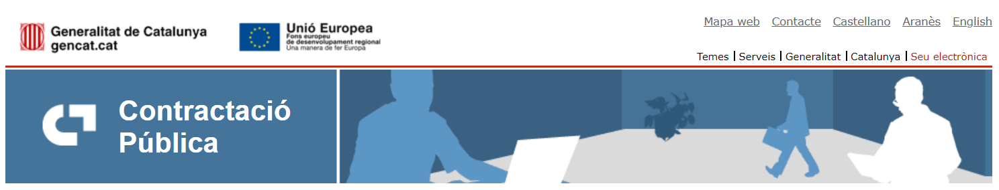 Generalitat de Catalunya
gencat.cat
Unió Europea
Fons europeu
de desenvolupament regional
Una manera de fer Europa
Mapa web Contacte Castellano Aranès English
Temes | Serveis | Generalitat | Catalunya | Seu electrònica
Contractació
Pública